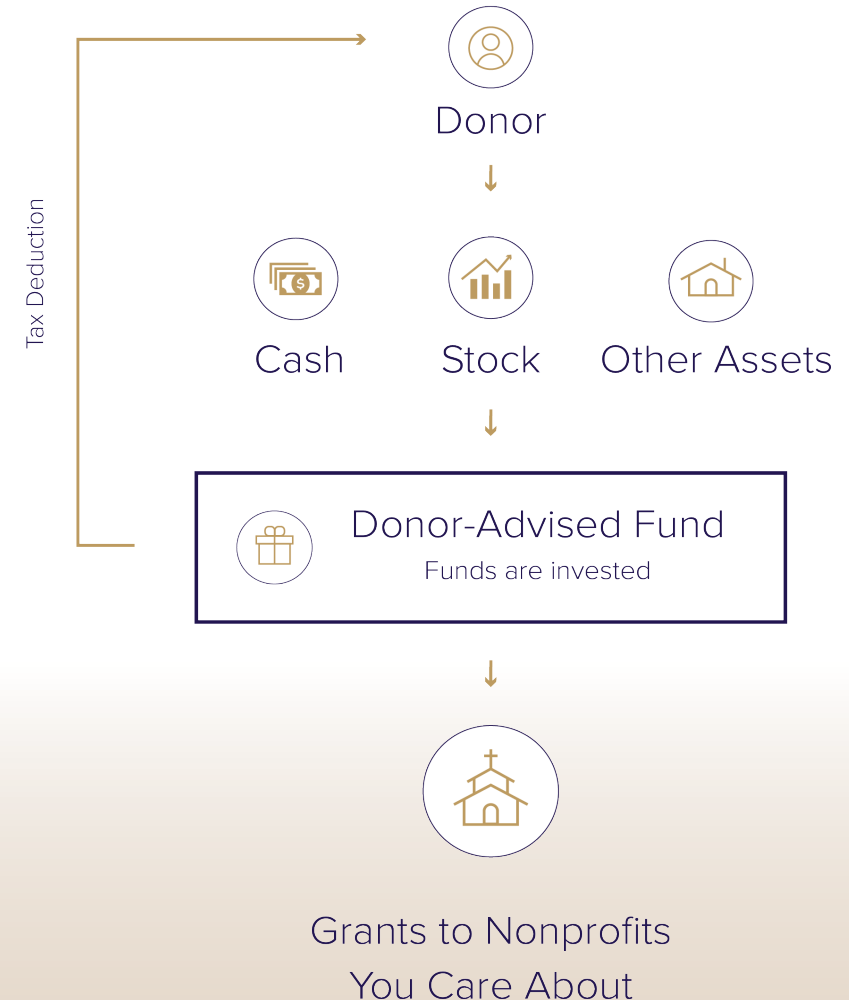 Donor
Tax Deduction
Cash
Stock
Other Assets
Donor-Advised Fund
Funds are invested
Grants to Nonprofits
You Care About